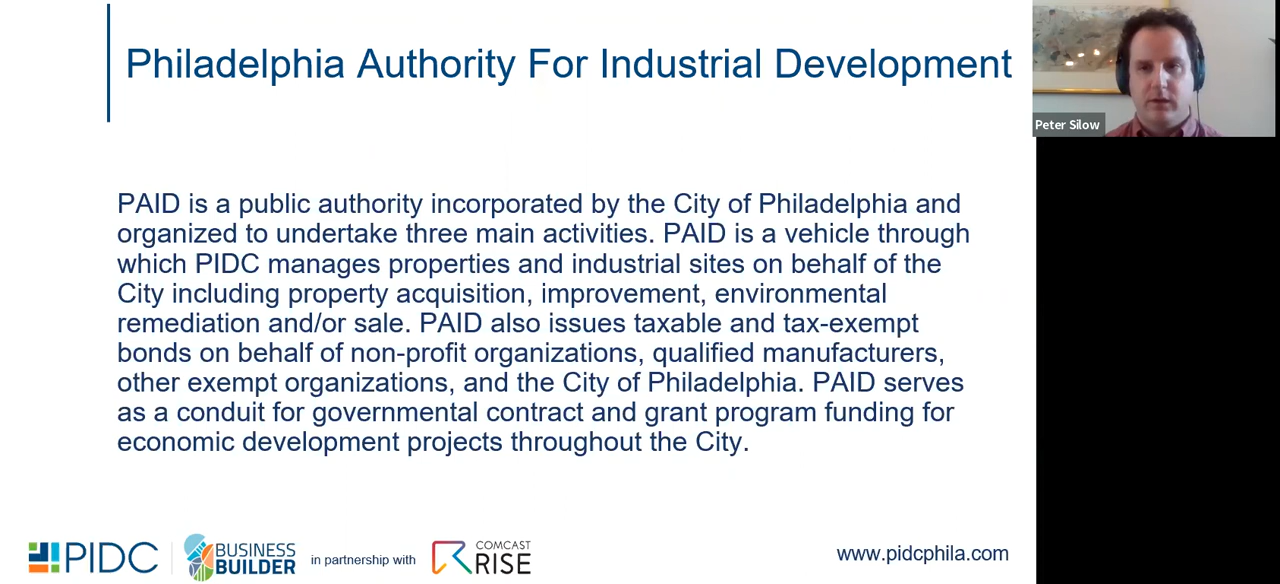 Philadelphia Authority For Industrial Development
Peter Silow
PAID is a public authority incorporated by the City of Philadelphia and
organized to undertake three main activities. PAID is a vehicle through
which PIDC manages properties and industrial sites on behalf of the
City including property acquisition, improvement, environmental
remediation and/or sale. PAID also issues taxable and tax-exempt
bonds on behalf of non-profit organizations, qualified manufacturers,
other exempt organizations, and the City of Philadelphia. PAID serves
as a conduit for governmental contract and grant program funding for
economic development projects throughout the City.
PIDC
BUSINESS
BUILDER
in partnership with
COMCAST
RISE
www.pidcphila.com